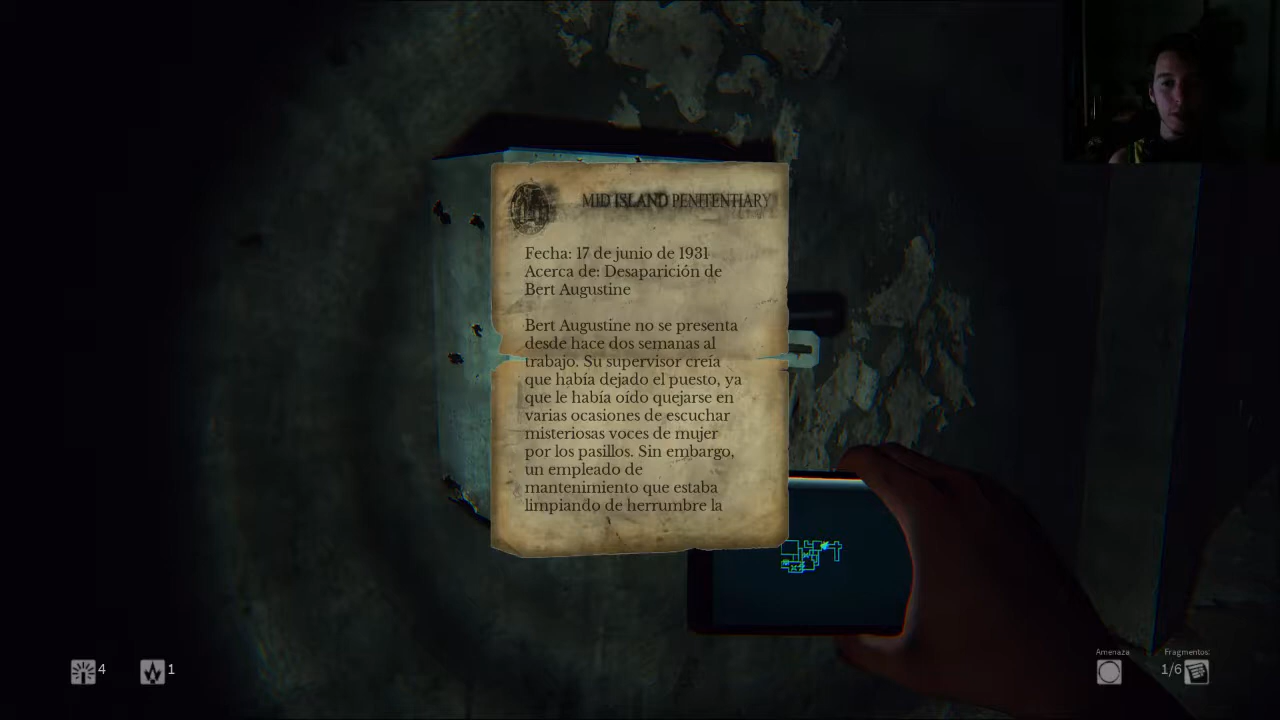 MID ISLAND PENITENTIARY
Fecha: 17 de junio de 1931
Acerca de: Desaparición de
Bert Augustine
Bert Augustine no se presenta
desde hace dos semanas al
trabajo. Su supervisor creía
que había dejado el puesto, ya
que le había oído quejarse en
varias ocasiones de escuchar
misteriosas voces de mujer
por los pasillos. Sin embargo,
un empleado de
mantenimiento que estaba
limpiando de herrumbre la
4
1
Amenaza
Fragmentos:
1/6